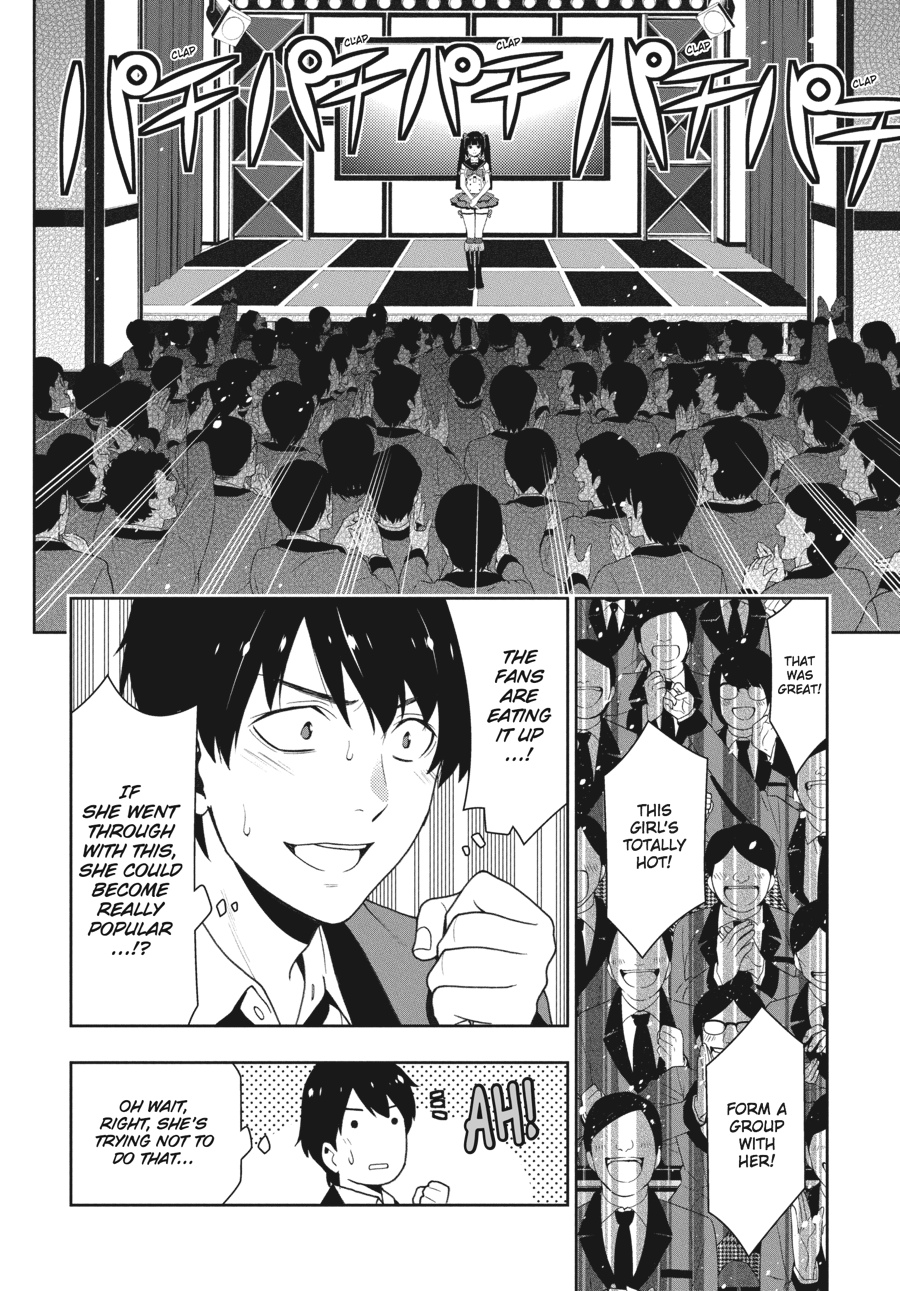 パチ パチ パチ パチ パチ
CLAP
CLAP
CLAP
CLAP
CLAP
THAT
WAS
GREAT!
THIS
GIRL'S
TOTALLY
HOT!
FORM A
GROUP
WITH
HER!
THE
FANS
ARE
EATING
IT UP
...!
IF
SHE WENT
THROUGH
WITH THIS,
SHE COULD
BECOME
REALLY
POPULAR
...!?
AH!
OH WAIT,
RIGHT, SHE'S
TRYING NOT TO
DO THAT...